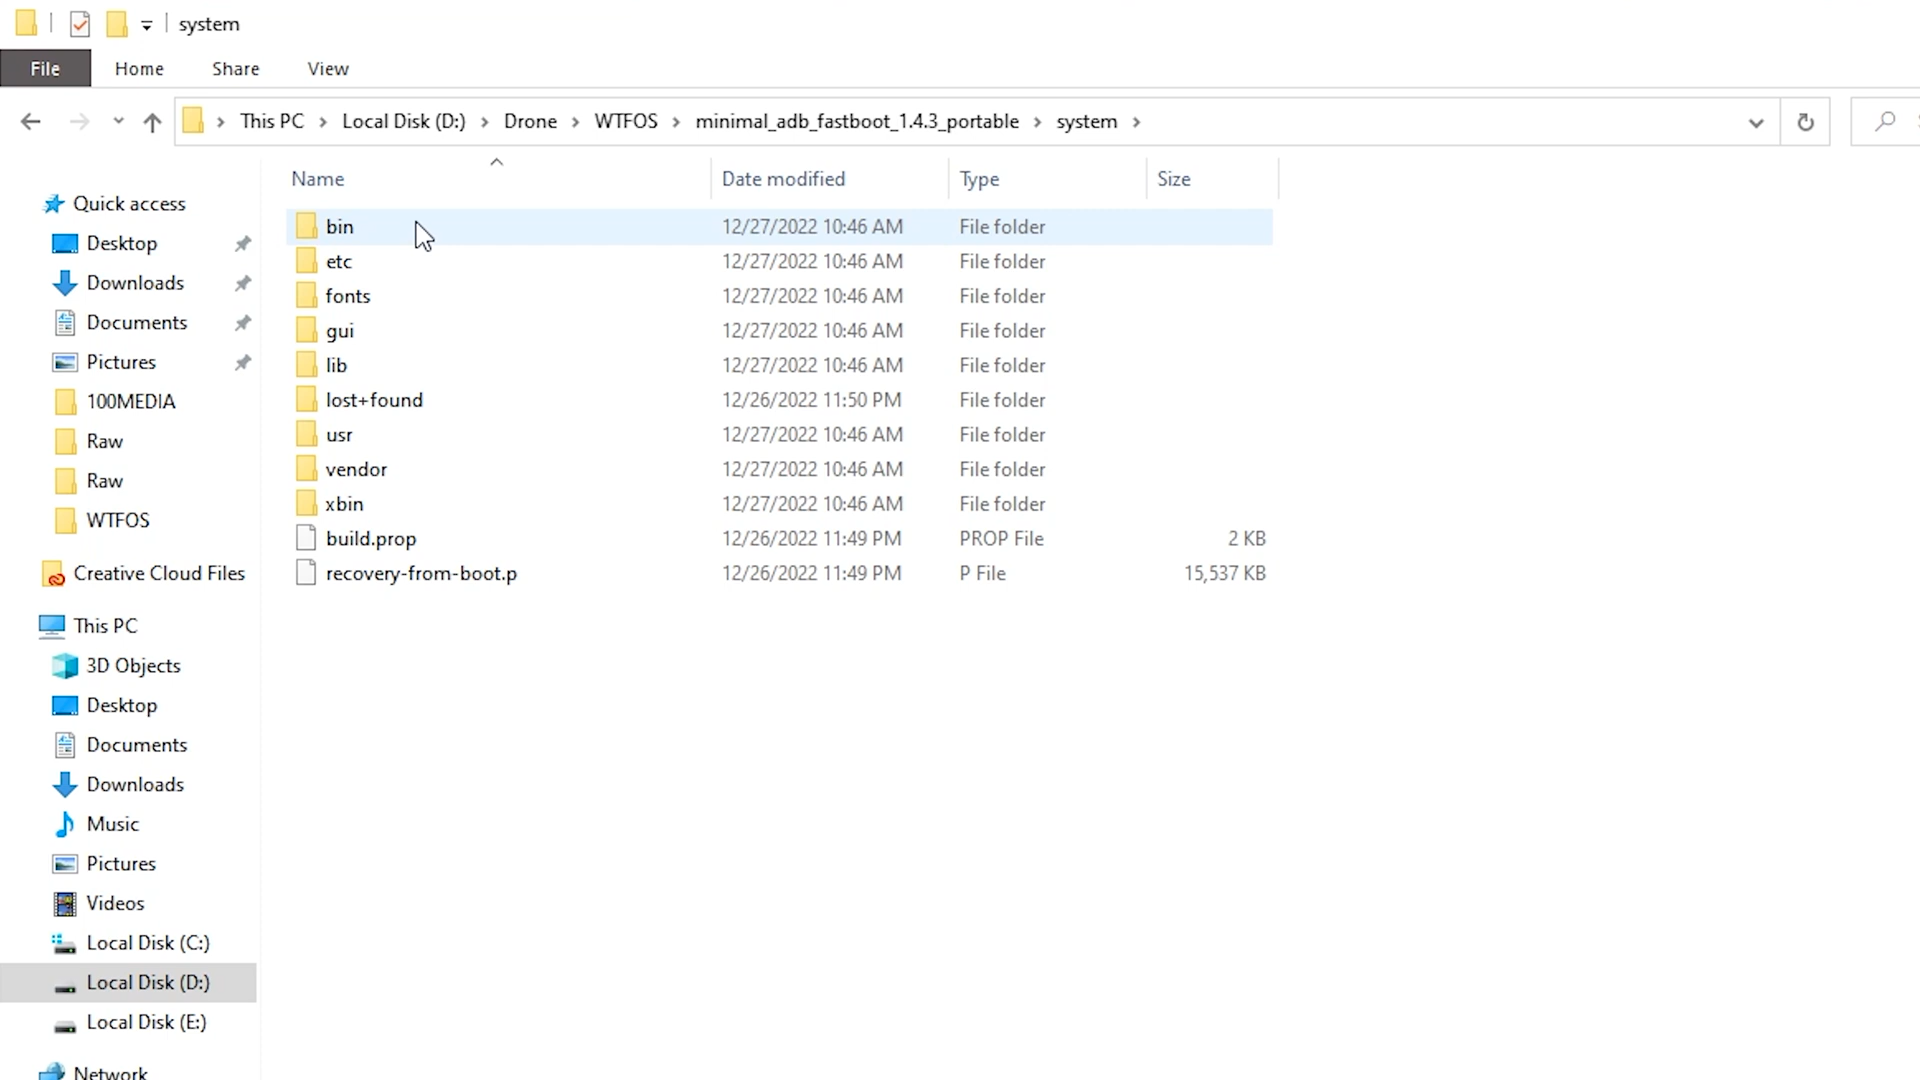 system
File Home Share View
This PC Local Disk (D:) Drone WTFOS minimal_adb_fastboot_1.4.3_portable system
Name Date modified Type Size
Quick access
Desktop
Downloads
Documents
Pictures
100MEDIA
Raw
Raw
WTFOS
Creative Cloud Files
This PC
3D Objects
Desktop
Documents
Downloads
Music
Pictures
Videos
Local Disk (C:)
Local Disk (D:)
Local Disk (E:)
Network
bin 12/27/2022 10:46 AM File folder
etc 12/27/2022 10:46 AM File folder
fonts 12/27/2022 10:46 AM File folder
gui 12/27/2022 10:46 AM File folder
lib 12/27/2022 10:46 AM File folder
lost+found 12/26/2022 11:50 PM File folder
usr 12/27/2022 10:46 AM File folder
vendor 12/27/2022 10:46 AM File folder
xbin 12/27/2022 10:46 AM File folder
build.prop 12/26/2022 11:49 PM PROP File 2 KB
recovery-from-boot.p 12/26/2022 11:49 PM P File 15,537 KB